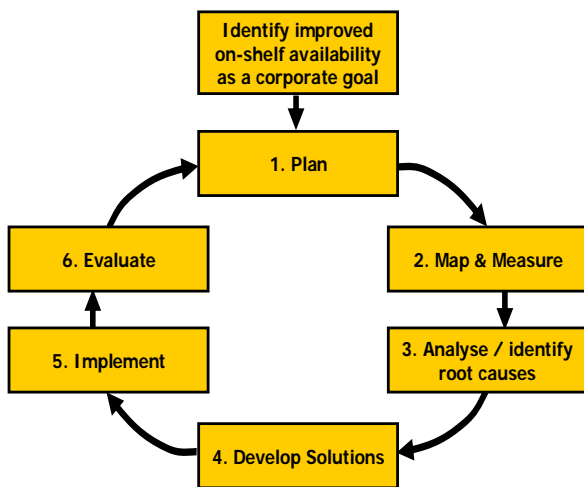 Identify improved
on-shelf availability
as a corporate goal
1. Plan
2. Map & Measure
3. Analyse / identify
root causes
4. Develop Solutions
5. Implement
6. Evaluate